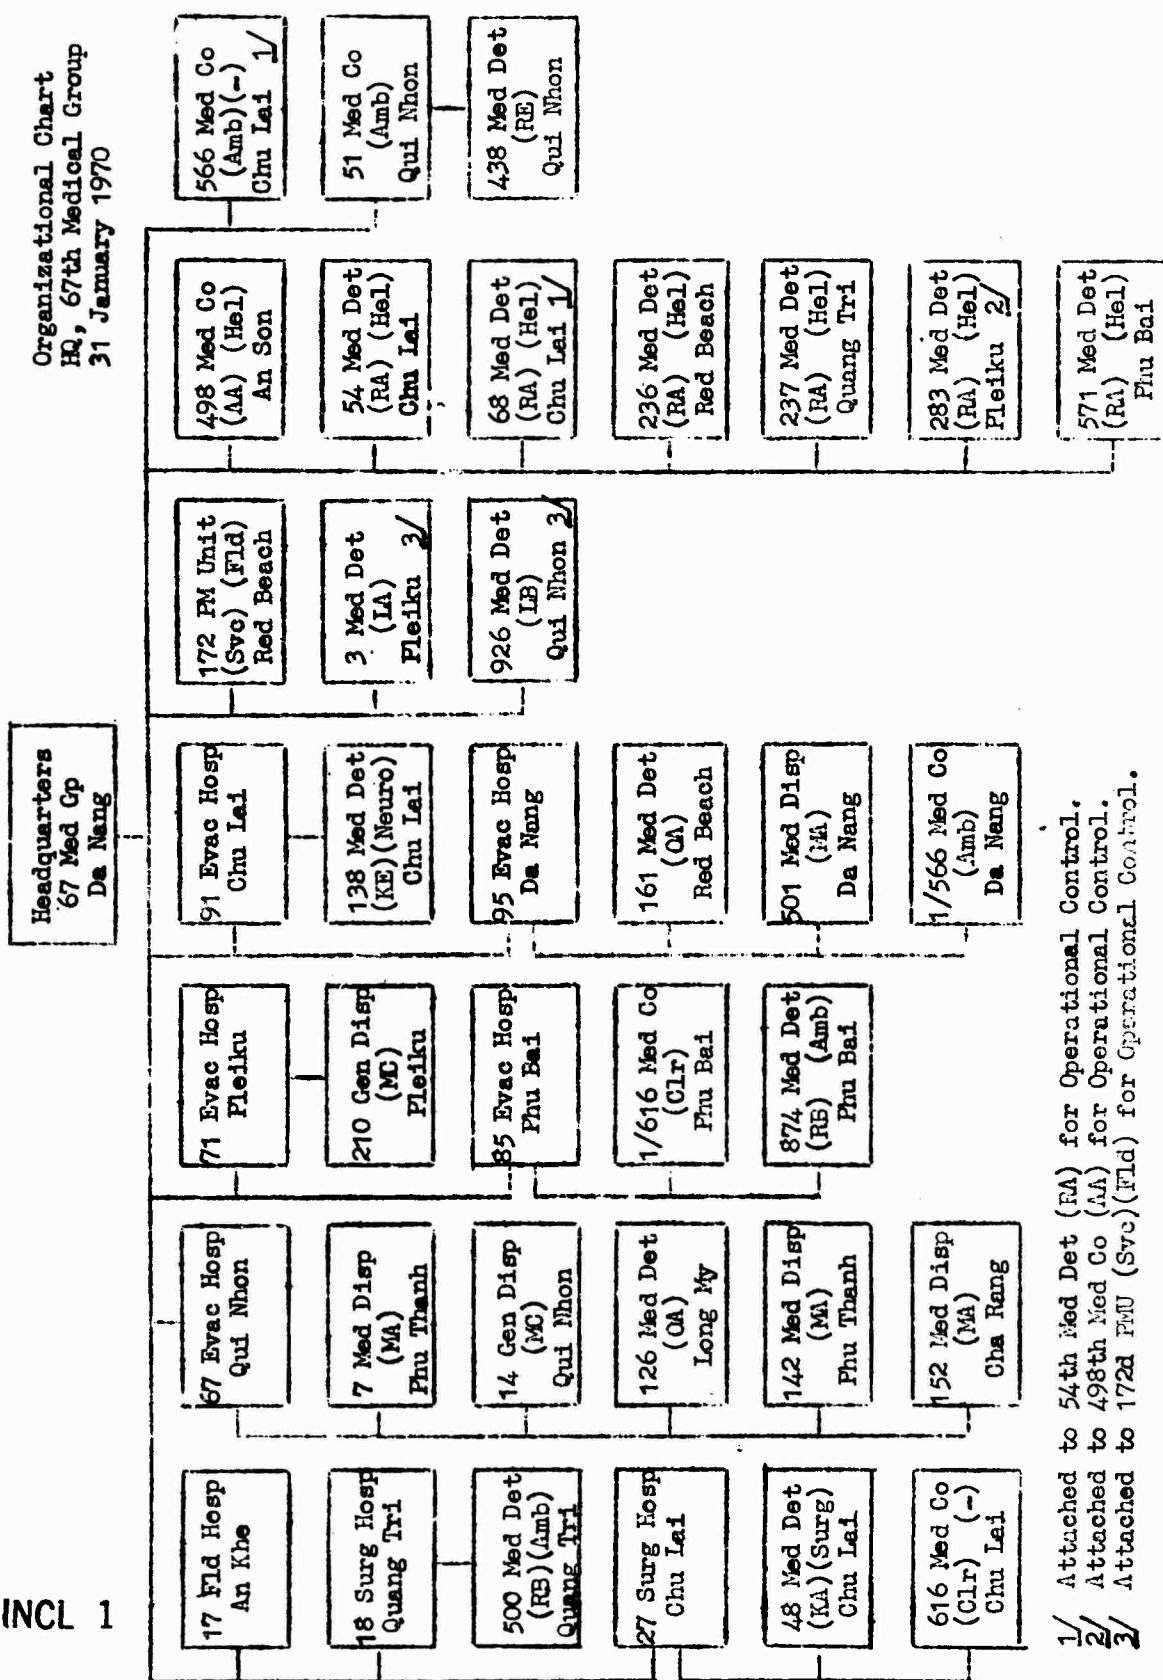 Organizational Chart
HQ, 67th Medical Group
31 January 1970
Headquarters
67 Med Gp
Da Nang
17 Fld Hosp
An Khe
18 Surg Hosp
Quang Tri
500 Med Det
(RB)(Amb)
Quang Tri
27 Surg Hosp
Chu Lai
48 Med Det
(KA)(Surg)
Chu Lai
616 Med Co
(Clr) (-)
Chu Lai
67 Evac Hosp
Qui Nhon
7 Med Disp
(MA)
Phu Thanh
14 Gen Disp
(MC)
Qui Nhon
126 Med Det
(OA)
Long My
142 Med Disp
(MA)
Phu Thanh
152 Med Disp
(MA)
Cha Rang
71 Evac Hosp
Pleiku
210 Gen Disp
(MC)
Pleiku
85 Evac Hosp
Phu Bai
1/616 Med Co
(Clr)
Phu Bai
874 Med Det
(RB) (Amb)
Phu Bai
91 Evac Hosp
Chu Lai
138 Med Det
(KE)(Neuro)
Chu Lai
95 Evac Hosp
Da Nang
161 Med Det
(OA)
Red Beach
501 Med Disp
(MA)
Da Nang
1/566 Med Co
(Amb)
Da Nang
172 PM Unit
(Svc) (Fld)
Red Beach
3 Med Det
(LA)
Pleiku 3/
926 Med Det
(LB)
Qui Nhon 3/
498 Med Co
(AA) (Hel)
An Son
54 Med Det
(RA) (Hel)
Chu Lai
68 Med Det
(RA) (Hel)
Chu Lai 1/
236 Med Det
(RA) (Hel)
Red Beach
237 Med Det
(RA) (Hel)
Quang Tri
283 Med Det
(RA) (Hel)
Pleiku 2/
571 Med Det
(RA) (Hel)
Phu Bai
566 Med Co
(Amb)(-)
Chu Lai 1/
51 Med Co
(Amb)
Qui Nhon
438 Med Det
(RE)
Qui Nhon
1/ Attached to 54th Med Det (RA) for Operational Control.
2/ Attached to 498th Med Co (AA) for Operational Control.
3/ Attached to 172d PMU (Svc)(Fld) for Operational Control.
INCL 1